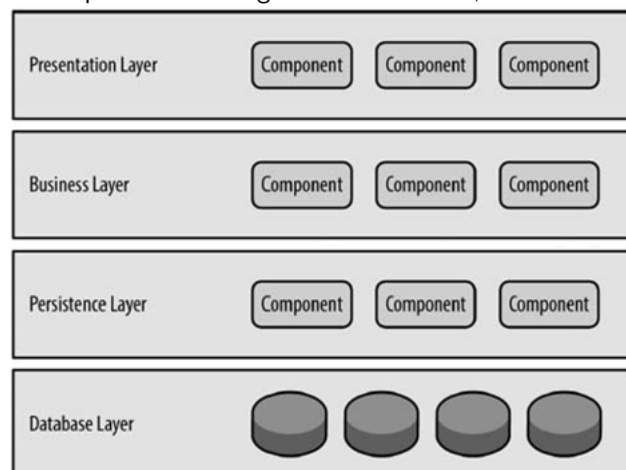 Presentation Layer Component Component Component
Business Layer Component Component Component
Persistence Layer Component Component Component
Database Layer